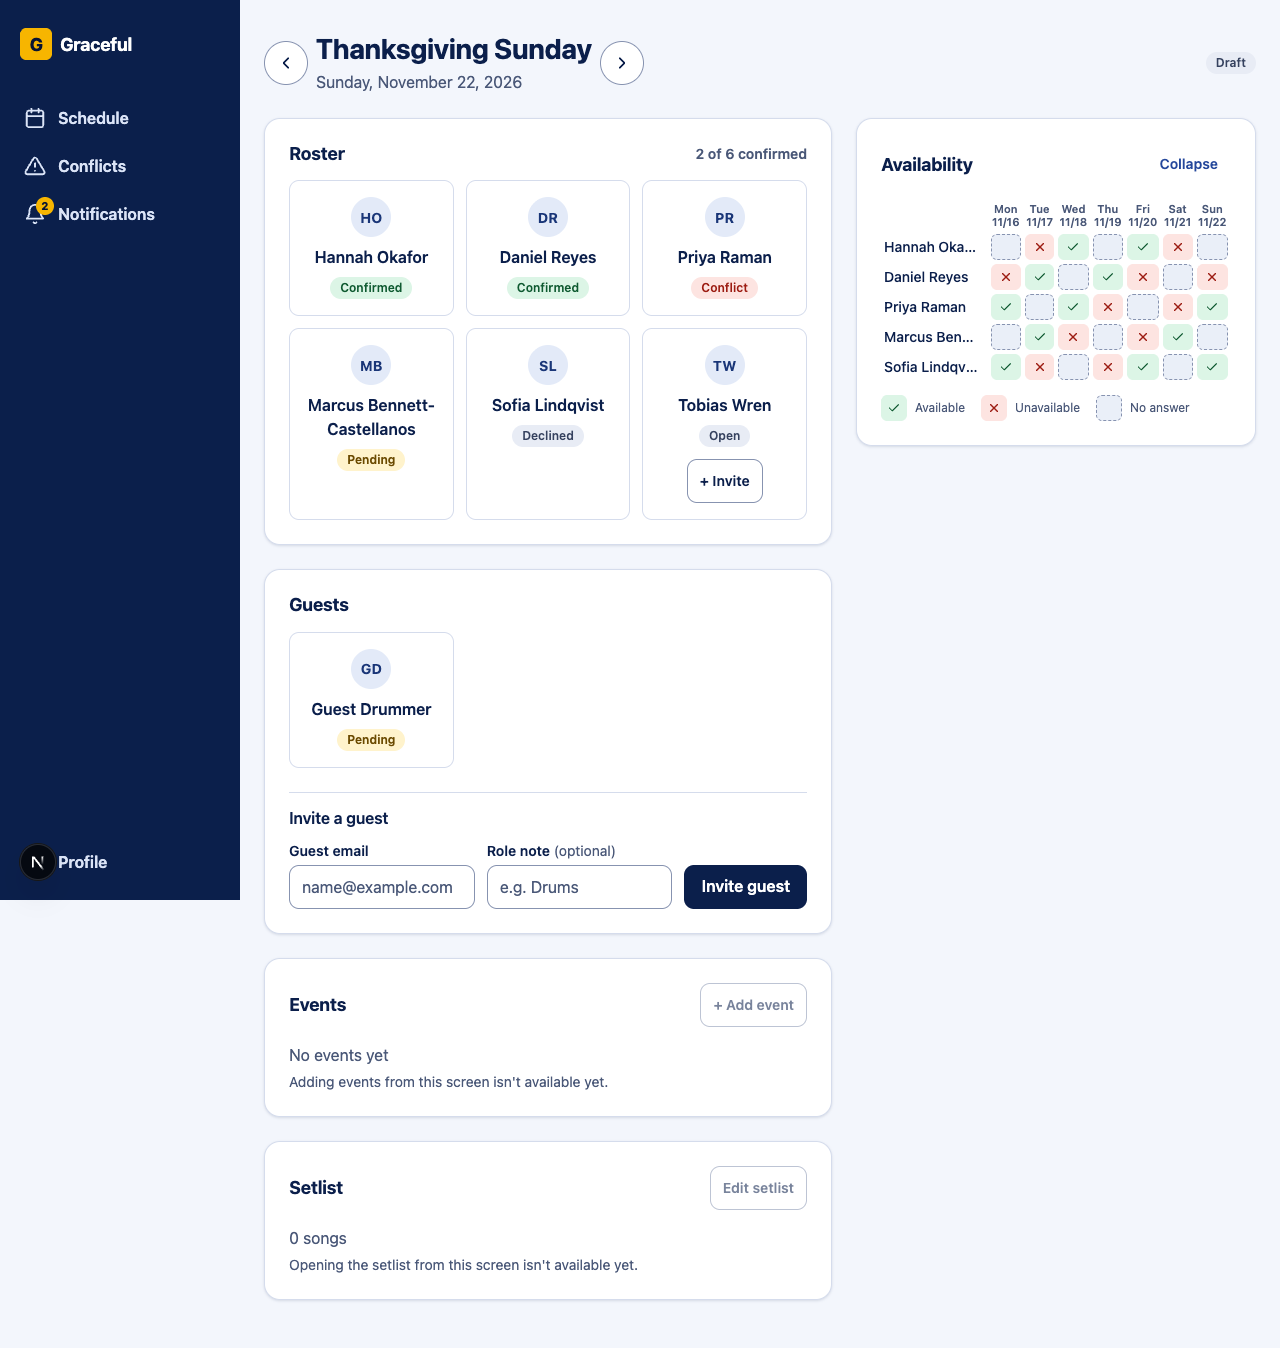 G Graceful
Schedule
Conflicts
2
Notifications
N Profile
Thanksgiving Sunday
Sunday, November 22, 2026
Draft
Roster
2 of 6 confirmed
HO
Hannah Okafor
Confirmed
DR
Daniel Reyes
Confirmed
PR
Priya Raman
Conflict
MB
Marcus Bennett-
Castellanos
Pending
SL
Sofia Lindqvist
Declined
TW
Tobias Wren
Open
+ Invite
Guests
GD
Guest Drummer
Pending
Invite a guest
Guest email
name@example.com
Role note (optional)
e.g. Drums
Invite guest
Events
+ Add event
No events yet
Adding events from this screen isn't available yet.
Setlist
Edit setlist
0 songs
Opening the setlist from this screen isn't available yet.
Availability
Collapse
Mon Tue Wed Thu Fri Sat Sun
11/16 11/17 11/18 11/19 11/20 11/21 11/22
Hannah Oka...
Daniel Reyes
Priya Raman
Marcus Ben...
Sofia Lindqv...
Available
Unavailable
No answer